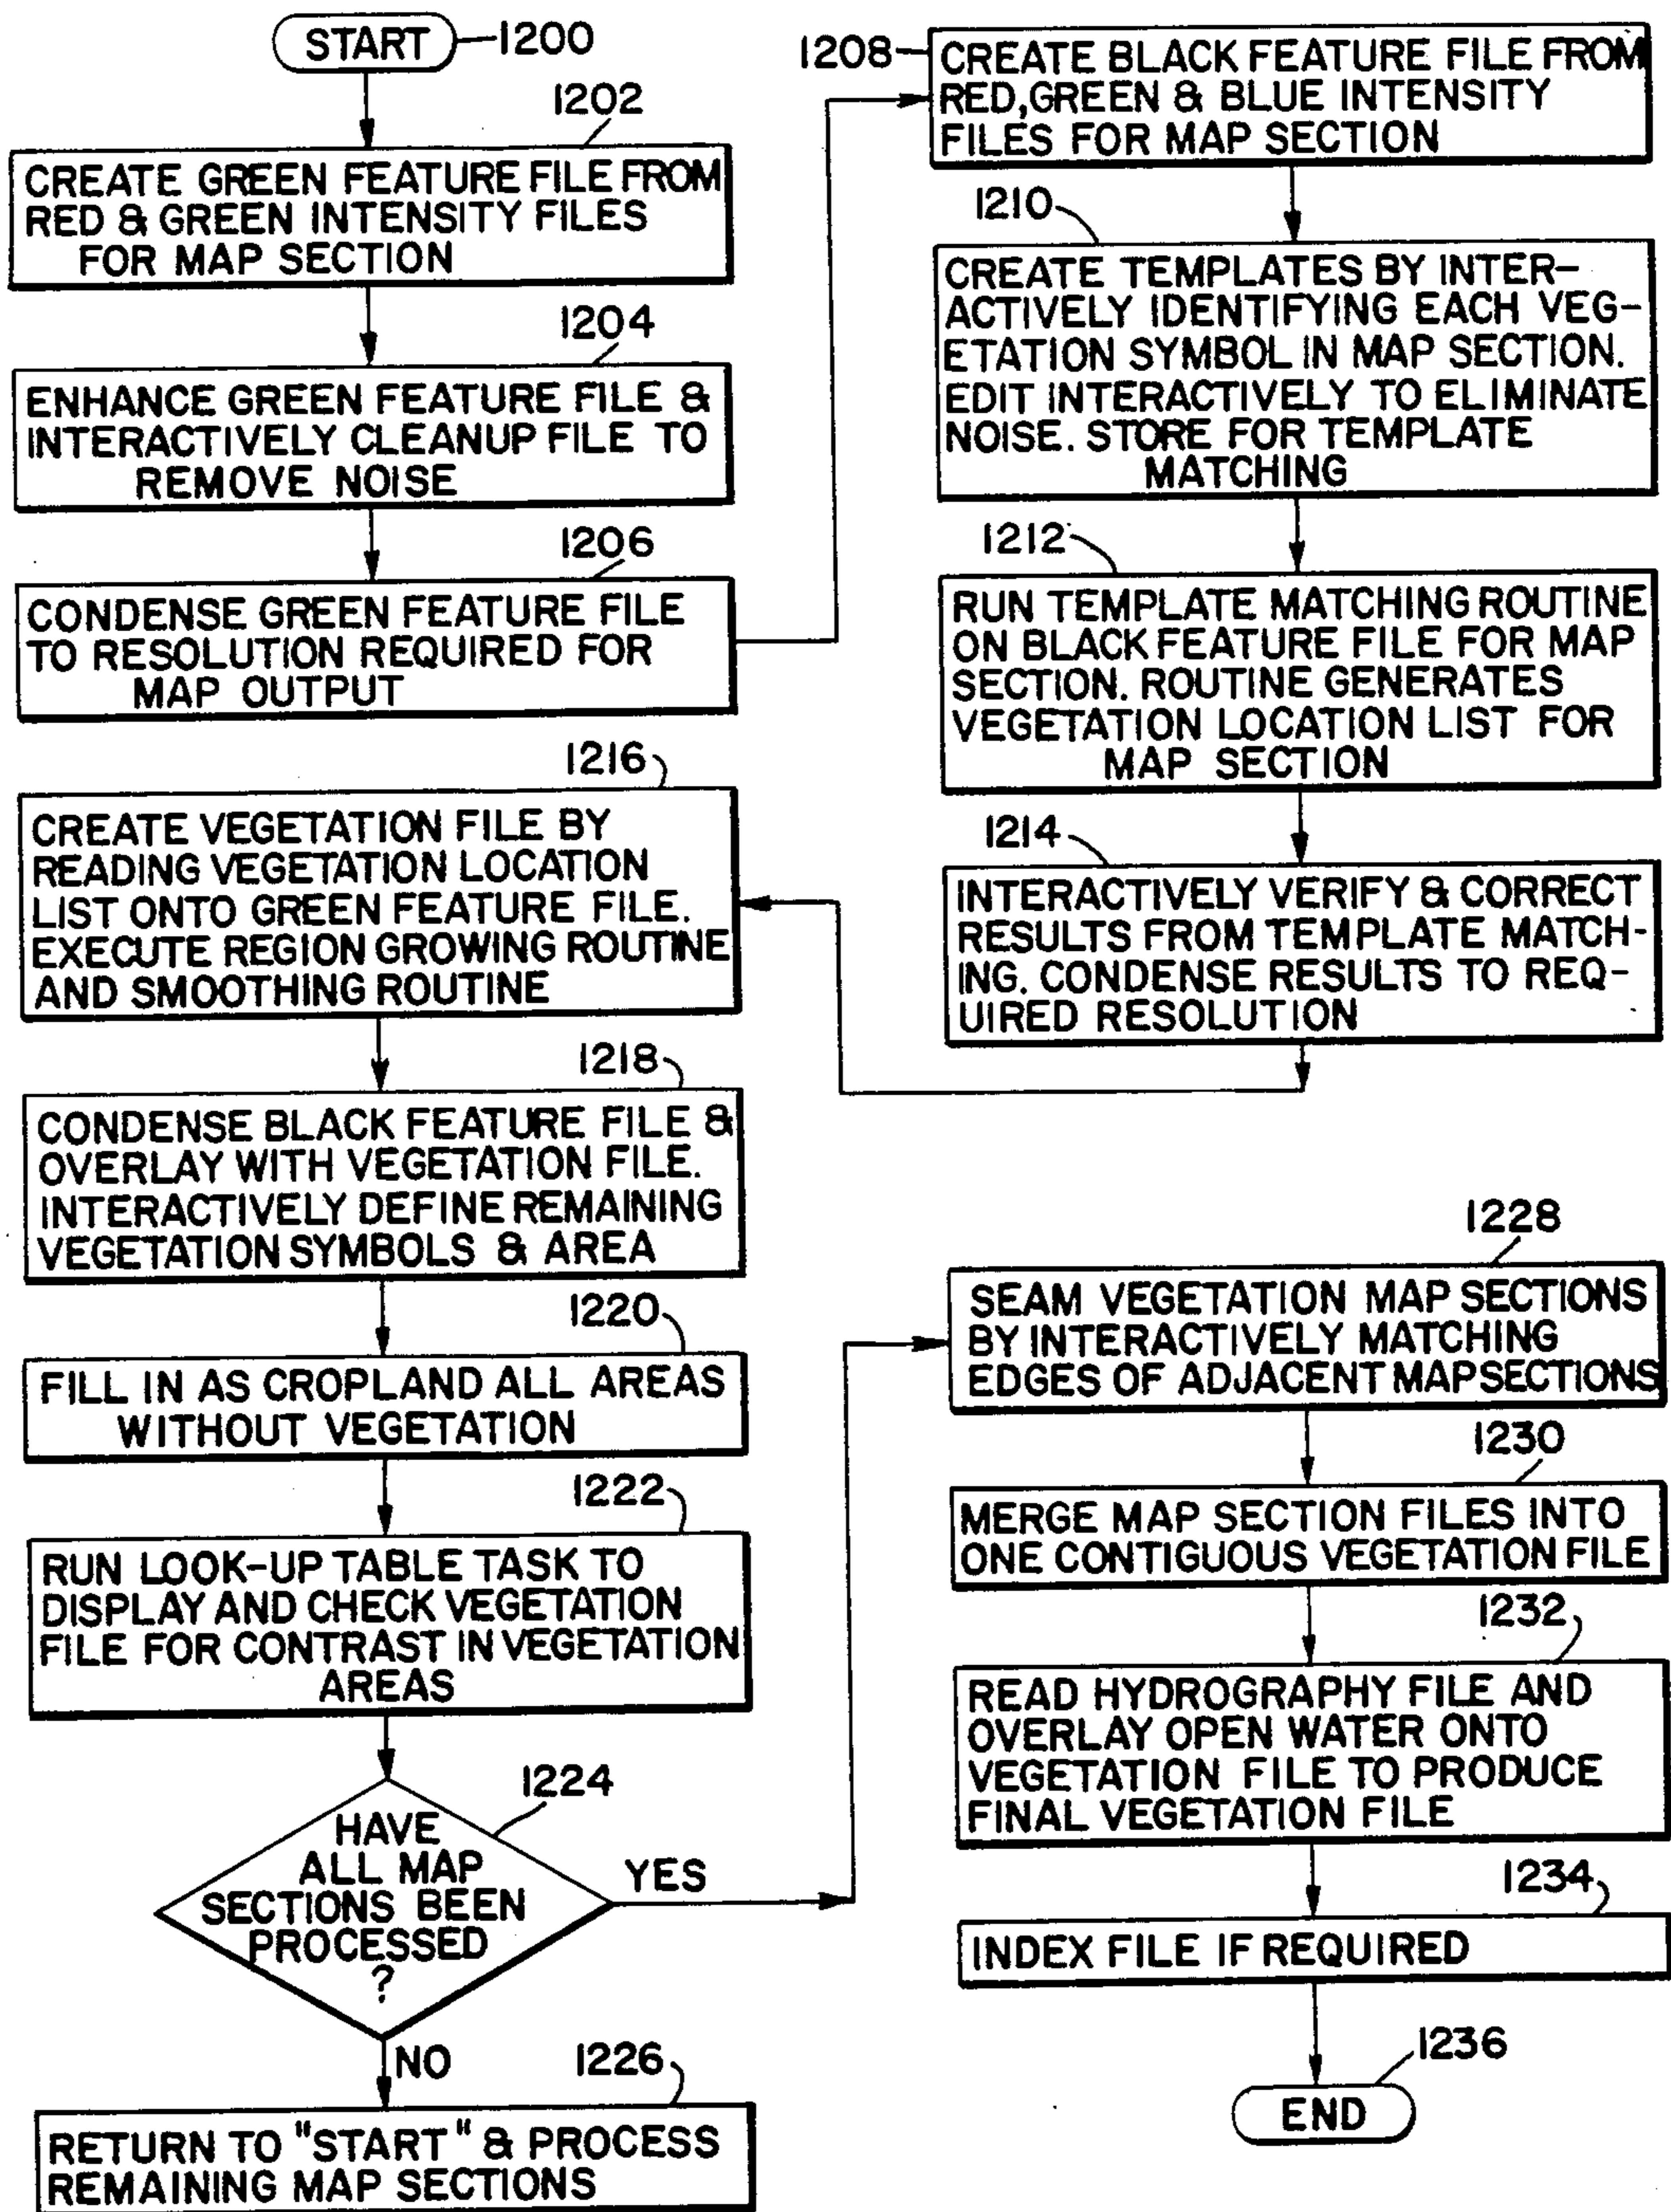 START
1200
1202
CREATE GREEN FEATURE FILE FROM
RED & GREEN INTENSITY FILES
FOR MAP SECTION
1204
ENHANCE GREEN FEATURE FILE &
INTERACTIVELY CLEANUP FILE TO
REMOVE NOISE
1206
CONDENSE GREEN FEATURE FILE
TO RESOLUTION REQUIRED FOR
MAP OUTPUT
1208
CREATE BLACK FEATURE FILE FROM
RED, GREEN & BLUE INTENSITY
FILES FOR MAP SECTION
1210
CREATE TEMPLATES BY INTER-
ACTIVELY IDENTIFYING EACH VEG-
ETATION SYMBOL IN MAP SECTION.
EDIT INTERACTIVELY TO ELIMINATE
NOISE. STORE FOR TEMPLATE
MATCHING
1212
RUN TEMPLATE MATCHING ROUTINE
ON BLACK FEATURE FILE FOR MAP
SECTION. ROUTINE GENERATES
VEGETATION LOCATION LIST FOR
MAP SECTION
1214
INTERACTIVELY VERIFY & CORRECT
RESULTS FROM TEMPLATE MATCH-
ING. CONDENSE RESULTS TO REQ-
UIRED RESOLUTION
1216
CREATE VEGETATION FILE BY
READING VEGETATION LOCATION
LIST ONTO GREEN FEATURE FILE.
EXECUTE REGION GROWING ROUTINE
AND SMOOTHING ROUTINE
1218
CONDENSE BLACK FEATURE FILE &
OVERLAY WITH VEGETATION FILE.
INTERACTIVELY DEFINE REMAINING
VEGETATION SYMBOLS & AREA
1220
FILL IN AS CROPLAND ALL AREAS
WITHOUT VEGETATION
1222
RUN LOOK-UP TABLE TASK TO
DISPLAY AND CHECK VEGETATION
FILE FOR CONTRAST IN VEGETATION
AREAS
1224
HAVE
ALL MAP
SECTIONS BEEN
PROCESSED
?
YES
NO
1226
RETURN TO "START" & PROCESS
REMAINING MAP SECTIONS
1228
SEAM VEGETATION MAP SECTIONS
BY INTERACTIVELY MATCHING
EDGES OF ADJACENT MAP SECTIONS
1230
MERGE MAP SECTION FILES INTO
ONE CONTIGUOUS VEGETATION FILE
1232
READ HYDROGRAPHY FILE AND
OVERLAY OPEN WATER ONTO
VEGETATION FILE TO PRODUCE
FINAL VEGETATION FILE
1234
INDEX FILE IF REQUIRED
1236
END